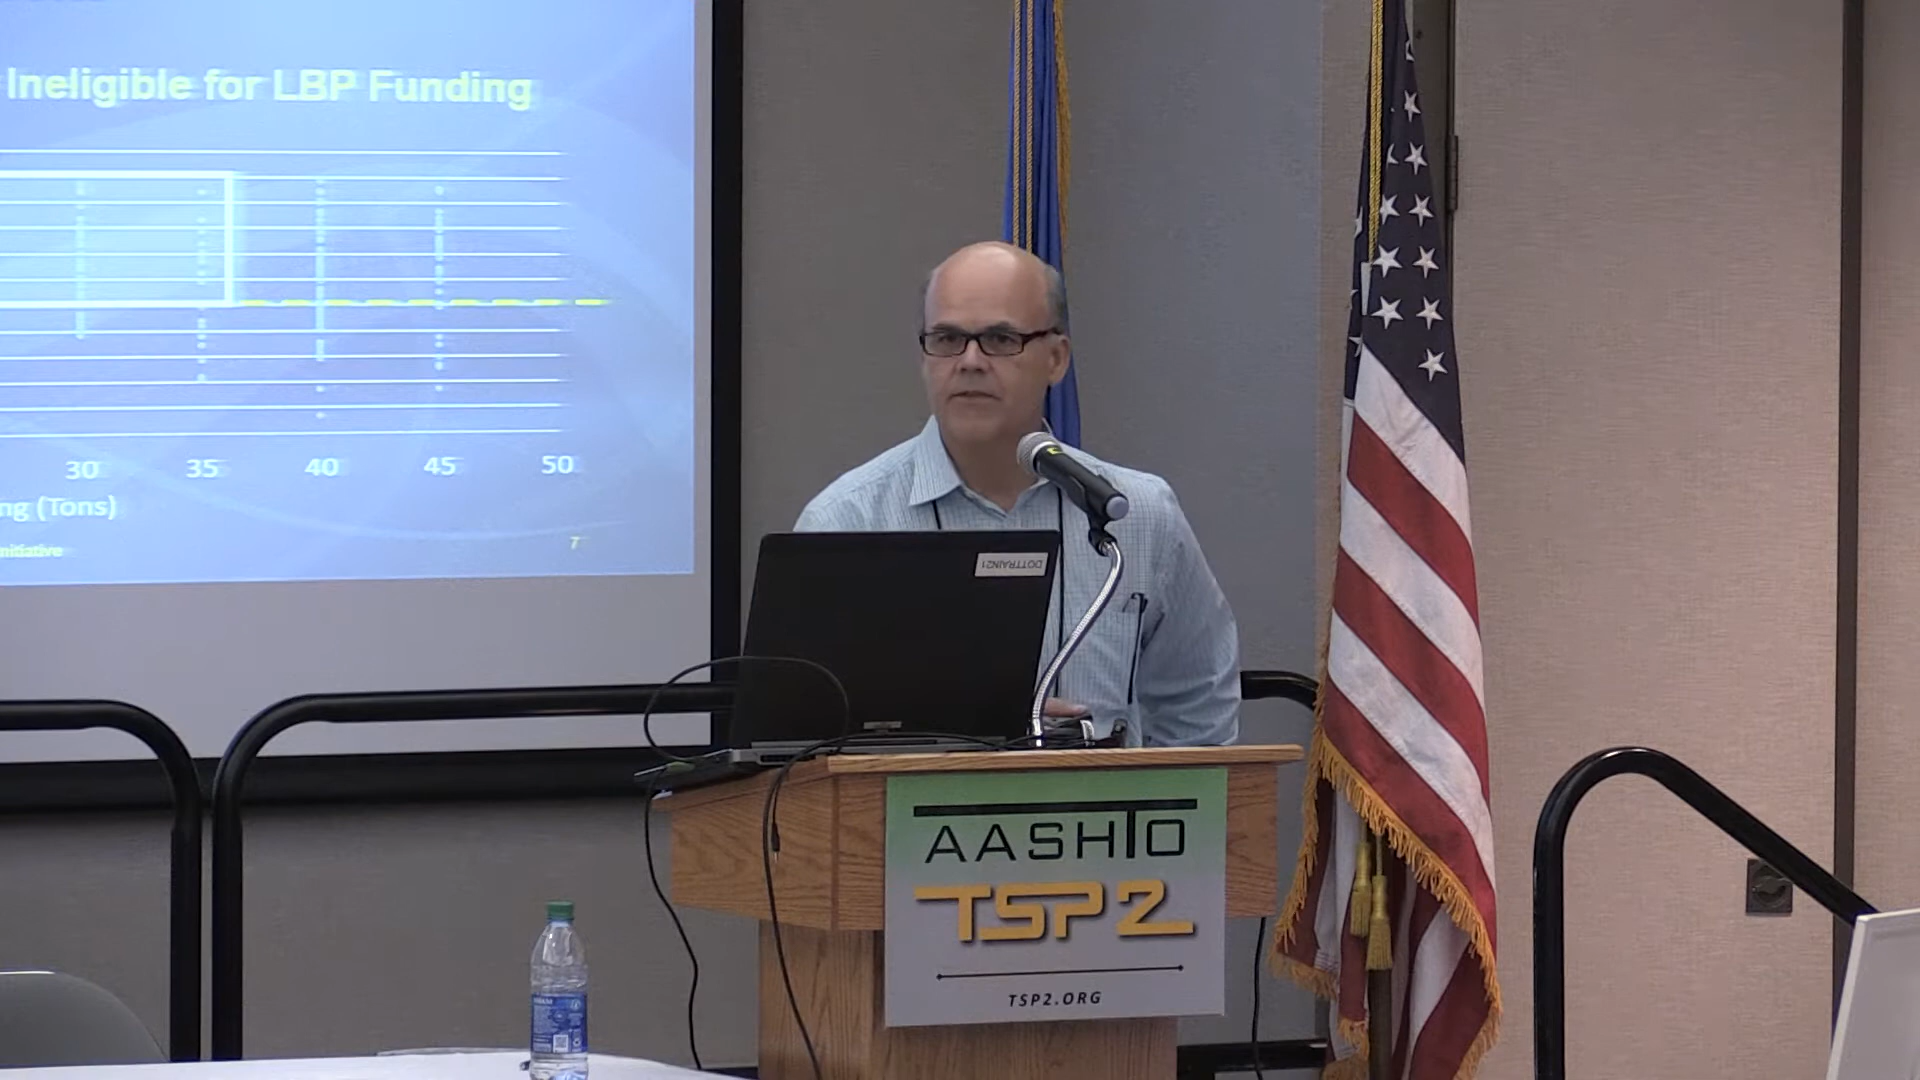 Ineligible for LBP Funding
30 35 40 45 50
ng (Tons)
nitiative
7
DOTTRAIN21
AASHTO
TSP2
TSP2.ORG